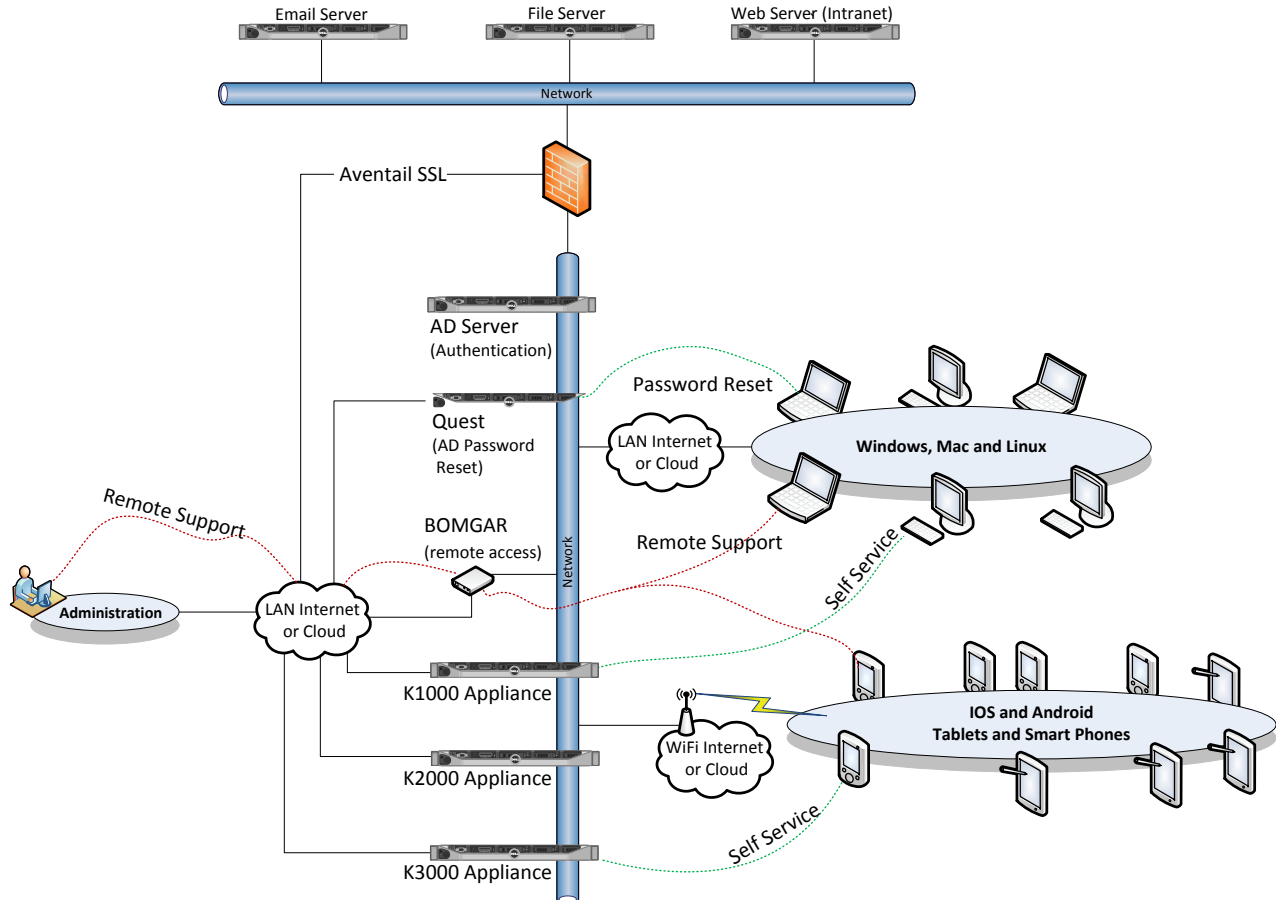 Email Server
File Server
Web Server (Intranet)
Network
Aventail SSL
AD Server
(Authentication)
Password Reset
Quest
(AD Password
Reset)
LAN Internet
or Cloud
Windows, Mac and Linux
Remote Support
BOMGAR
(remote access)
Remote Support
Network
Self Service
Administration
LAN Internet
or Cloud
K1000 Appliance
IOS and Android
Tablets and Smart Phones
WiFi Internet
or Cloud
K2000 Appliance
Self Service
K3000 Appliance